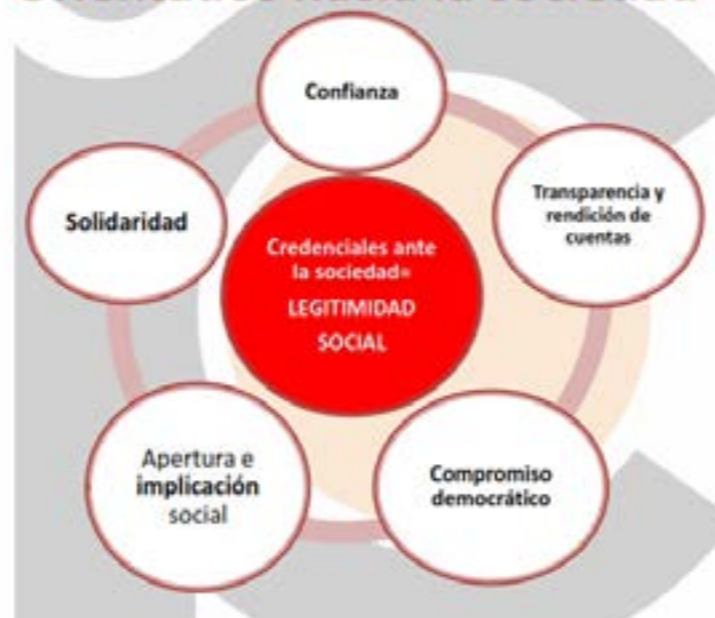 Confianza
Transparencia y
rendición de
cuentas
Compromiso
democrático
Apertura e
implicación
social
Solidaridad
Credenciales ante
la sociedad=
LEGITIMIDAD
SOCIAL